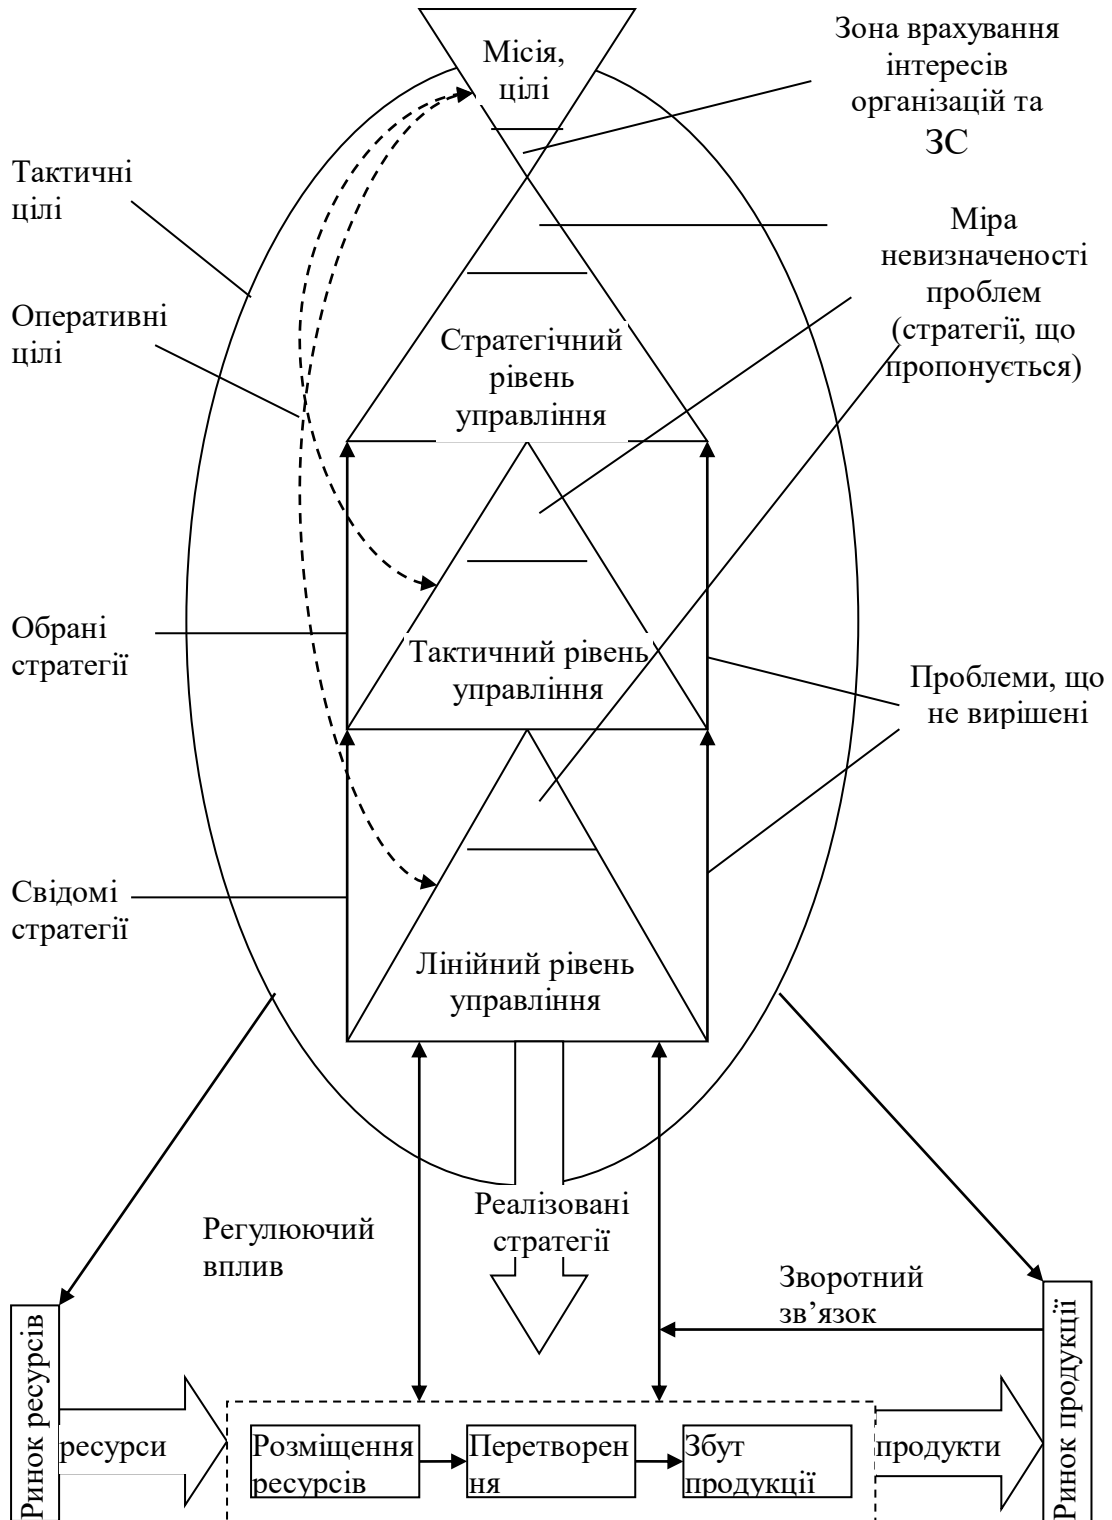 Місія,
цілі
Зона врахування
інтересів
організацій та
ЗС
Тактичні
цілі
Міра
невизначеності
проблем
(стратегії, що
пропонується)
Оперативні
цілі
Стратегічний
рівень
управління
Обрані
стратегії
Тактичний рівень
управління
Проблеми, що
не вирішені
Свідомі
стратегії
Лінійний рівень
управління
Регулюючий
вплив
Реалізовані
стратегії
Зворотний
зв’язок
Ринок ресурсів
ресурси
Розміщення
ресурсів
Перетворен
ня
Збут
продукції
продукти
Ринок продукції